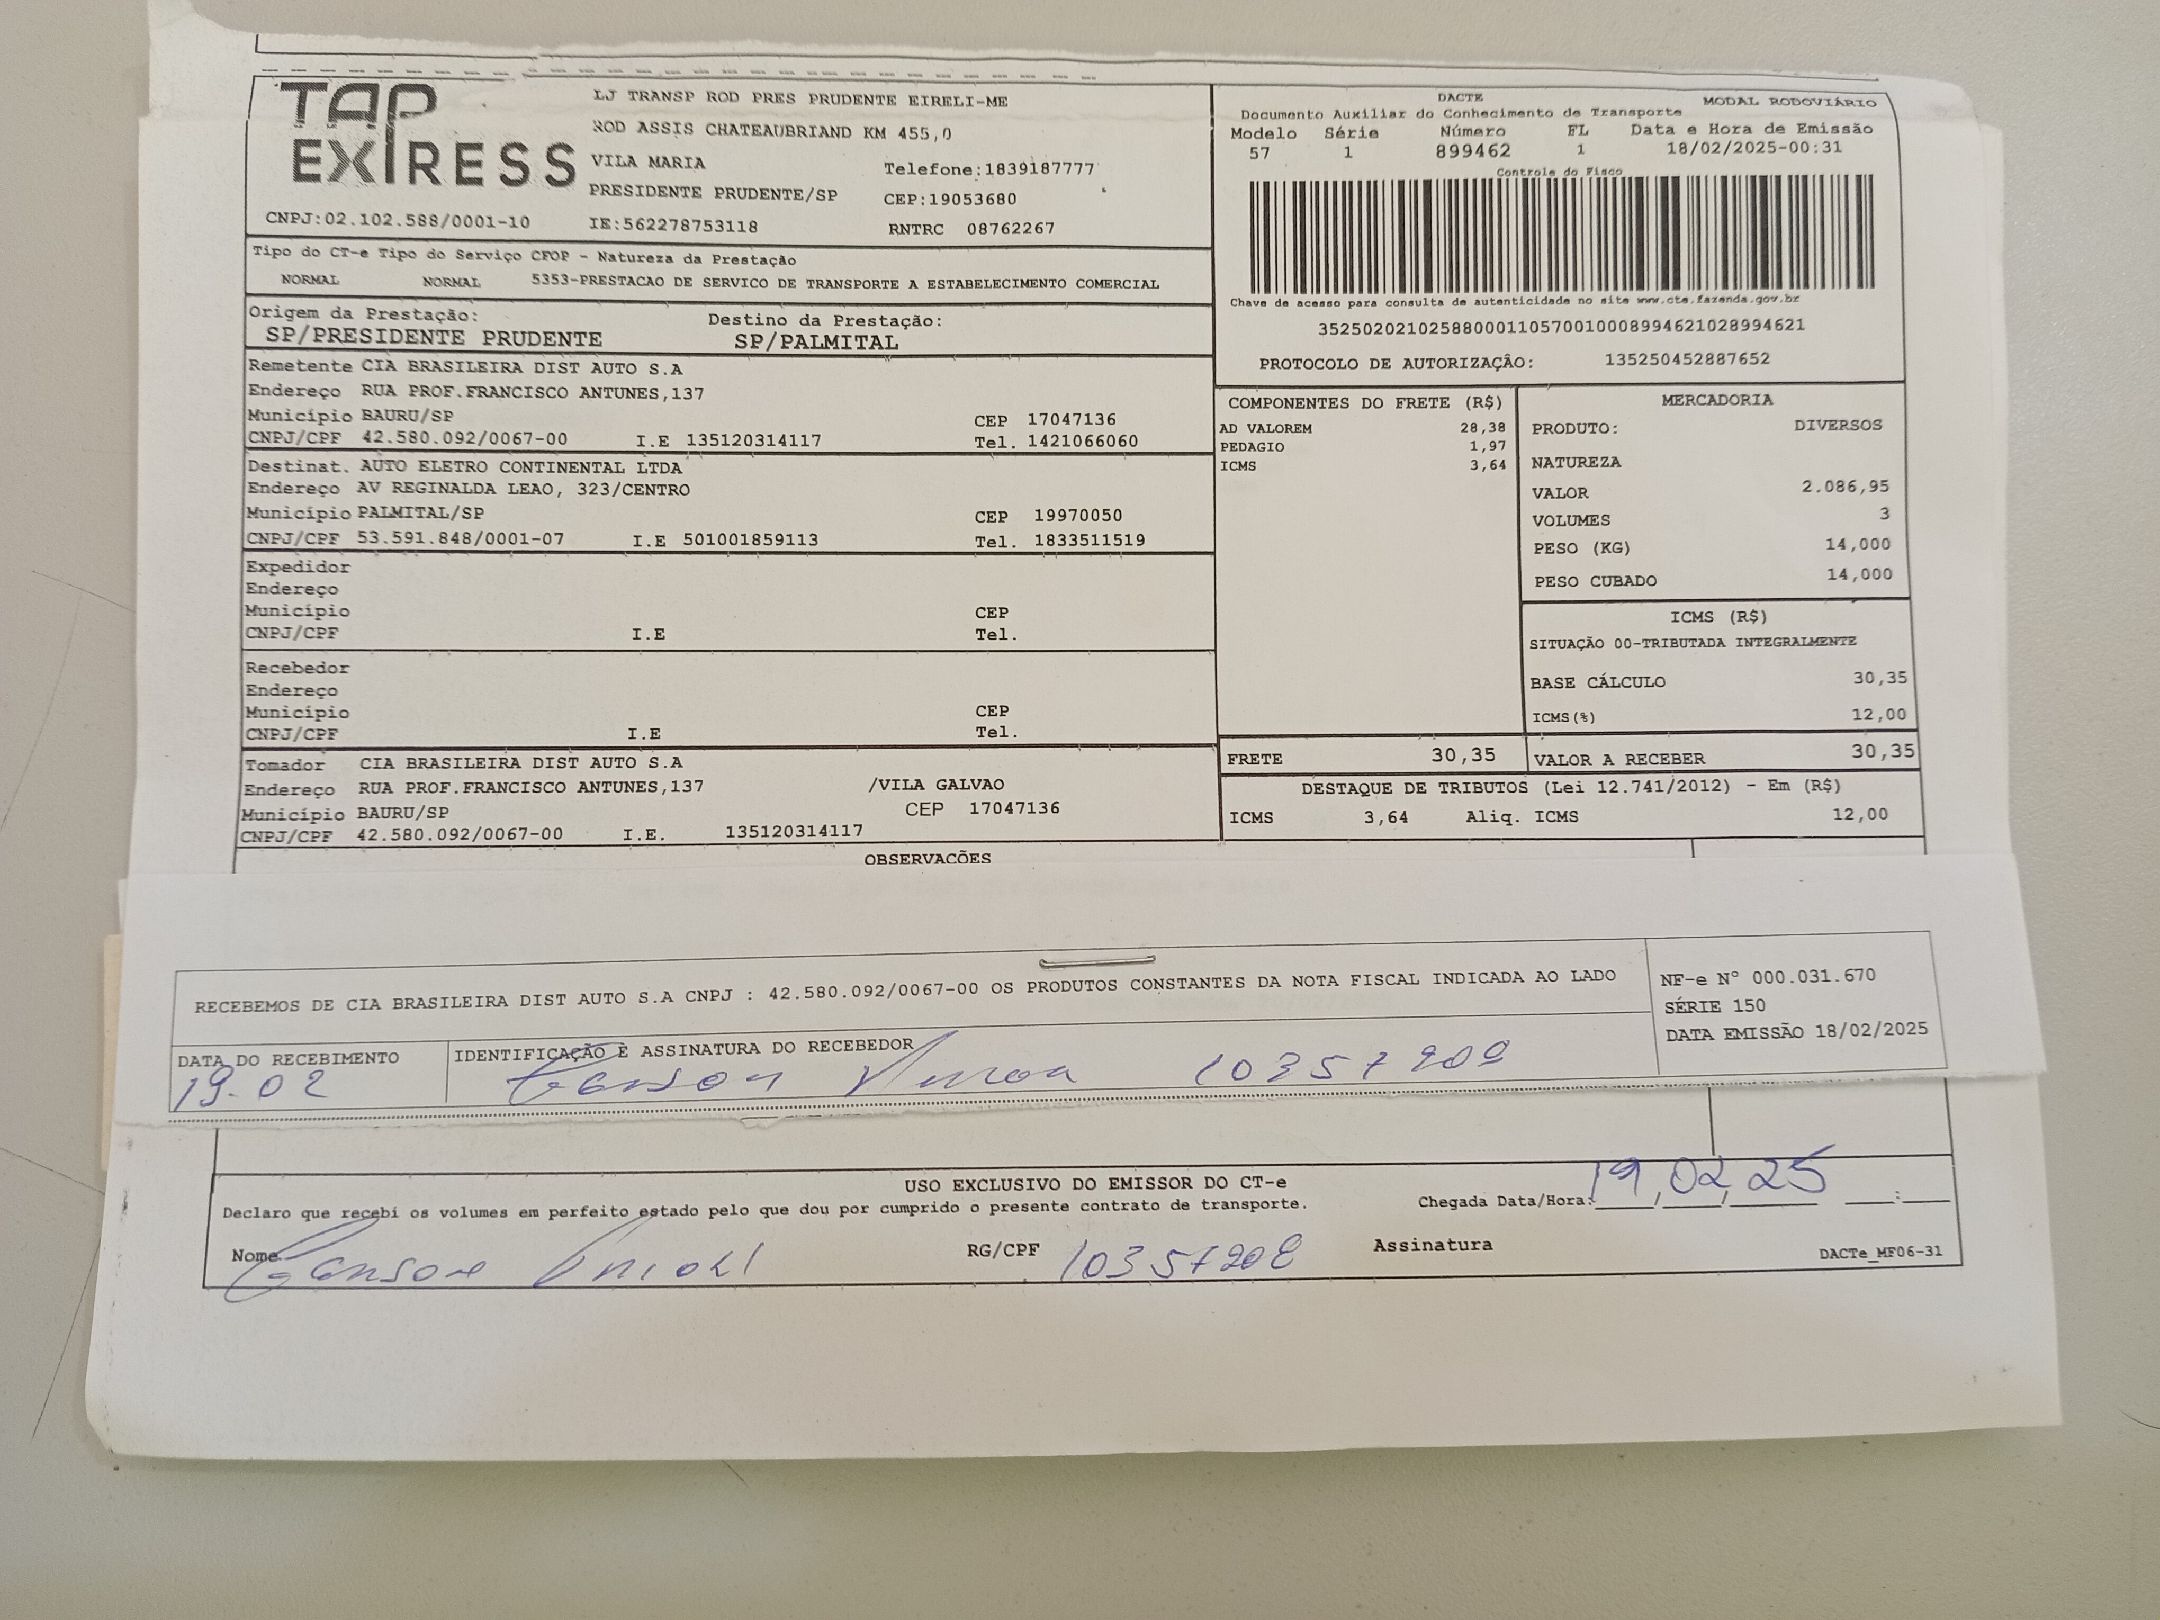 TAP EXPRESS
LJ TRANSP ROD PRES PRUDENTE EIRELI-ME
ROD ASSIS CHATEAUBRIAND KM 455,0
VILA MARIA Telefone:1839187777
PRESIDENTE PRUDENTE/SP CEP:19053680
CNPJ:02.102.588/0001-10 IE:562278753118 RNTRC 08762267
DACTE MODAL RODOVIÁRIO
Documento Auxiliar do Conhecimento de Transporte
Modelo Série Número FL Data e Hora de Emissão
57 1 899462 1 18/02/2025-00:31
Controle do Fisco
Chave de acesso para consulta de autenticidade no site www.cte.fazenda.gov.br
35250202102588000110570010008994621028994621
PROTOCOLO DE AUTORIZAÇÂO: 135250452887652
Tipo do CT-e Tipo do Serviço CFOP - Natureza da Prestação
NORMAL NORMAL 5353-PRESTACAO DE SERVICO DE TRANSPORTE A ESTABELECIMENTO COMERCIAL
Origem da Prestação: Destino da Prestação:
SP/PRESIDENTE PRUDENTE SP/PALMITAL
Remetente CIA BRASILEIRA DIST AUTO S.A
Endereço RUA PROF.FRANCISCO ANTUNES,137
Município BAURU/SP CEP 17047136
CNPJ/CPF 42.580.092/0067-00 I.E 135120314117 Tel. 1421066060
Destinat. AUTO ELETRO CONTINENTAL LTDA
Endereço AV REGINALDA LEAO, 323/CENTRO
Município PALMITAL/SP CEP 19970050
CNPJ/CPF 53.591.848/0001-07 I.E 501001859113 Tel. 1833511519
Expedidor
Endereço
Município CEP
CNPJ/CPF I.E Tel.
Recebedor
Endereço
Município CEP
CNPJ/CPF I.E Tel.
Tomador CIA BRASILEIRA DIST AUTO S.A
Endereço RUA PROF.FRANCISCO ANTUNES,137 /VILA GALVAO
Município BAURU/SP CEP 17047136
CNPJ/CPF 42.580.092/0067-00 I.E. 135120314117
COMPONENTES DO FRETE (R$)
AD VALOREM 28,38
PEDAGIO 1,97
ICMS 3,64
MERCADORIA
PRODUTO: DIVERSOS
NATUREZA
VALOR 2.086,95
VOLUMES 3
PESO (KG) 14,000
PESO CUBADO 14,000
ICMS (R$)
SITUAÇÃO 00-TRIBUTADA INTEGRALMENTE
BASE CÁLCULO 30,35
ICMS(%) 12,00
FRETE 30,35 VALOR A RECEBER 30,35
DESTAQUE DE TRIBUTOS (Lei 12.741/2012) - Em (R$)
ICMS 3,64 Aliq. ICMS 12,00
OBSERVACÕES
RECEBEMOS DE CIA BRASILEIRA DIST AUTO S.A CNPJ : 42.580.092/0067-00 OS PRODUTOS CONSTANTES DA NOTA FISCAL INDICADA AO LADO
NF-e N° 000.031.670
SÉRIE 150
DATA EMISSÃO 18/02/2025
DATA DO RECEBIMENTO IDENTIFICAÇÃO E ASSINATURA DO RECEBEDOR
19.02 10357209
USO EXCLUSIVO DO EMISSOR DO CT-e
Declaro que recebi os volumes em perfeito estado pelo que dou por cumprido o presente contrato de transporte.
Chegada Data/Hora: 19/02/25
Nome RG/CPF Assinatura DACTe_MF06-31